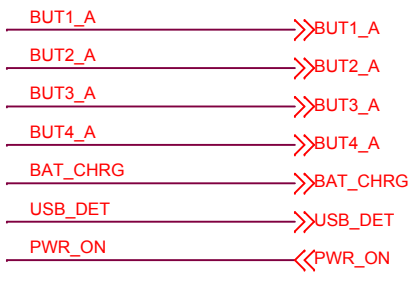 BUT1_A BUT1_A
BUT2_A BUT2_A
BUT3_A BUT3_A
BUT4_A BUT4_A
BAT_CHRG BAT_CHRG
USB_DET USB_DET
PWR_ON PWR_ON